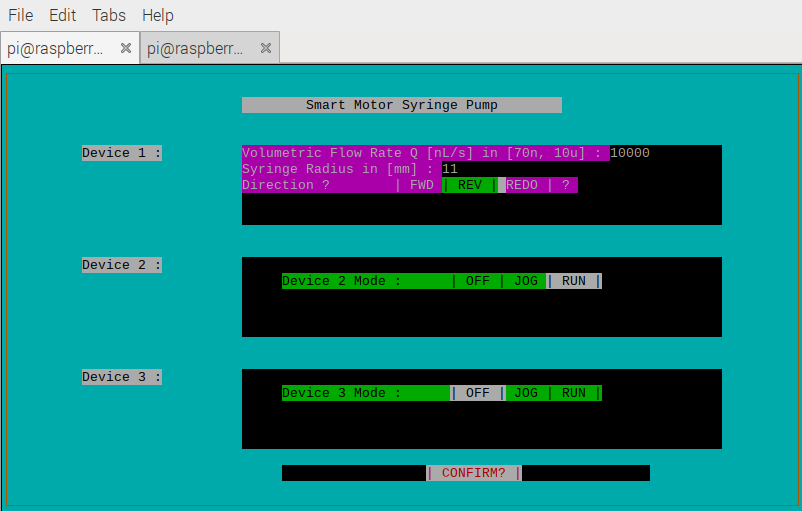 File Edit Tabs Help
pi@raspberr... pi@raspberr...
Smart Motor Syringe Pump
Device 1 :
Volumetric Flow Rate Q [nL/s] in [70n, 10u] : 10000
Syringe Radius in [mm] : 11
Direction ? | FWD | REV | REDO | ?
Device 2 :
Device 2 Mode : | OFF | JOG | RUN |
Device 3 :
Device 3 Mode : | OFF | JOG | RUN |
| CONFIRM? |